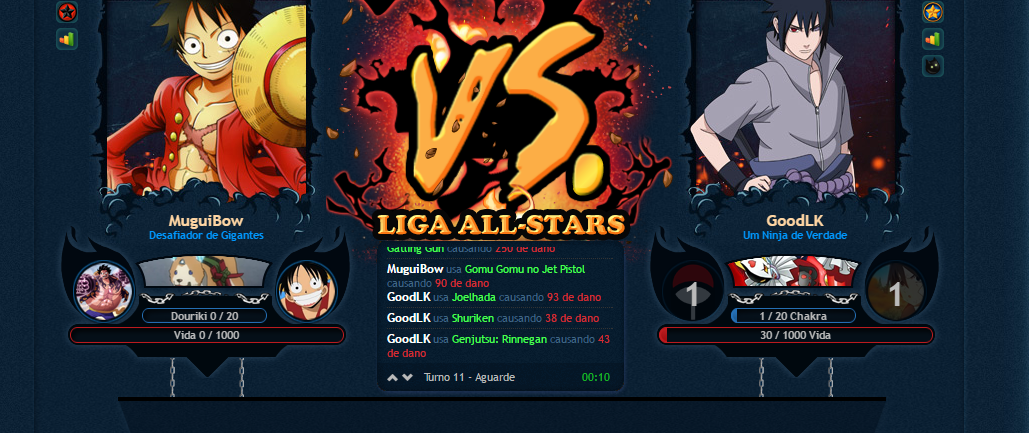 VS.
LIGA ALL-STARS
MuguiBow
Desafiador de Gigantes
Douriki 0 / 20
Vida 0 / 1000
Gatling Gun causando 250 de dano
MuguiBow usa Gomu Gomu no Jet Pistol
causando 90 de dano
GoodLK usa Joelhada causando 93 de dano
GoodLK usa Shuriken causando 38 de dano
GoodLK usa Genjutsu: Rinnegan causando 43
de dano
Turno 11 - Aguarde 00:10
GoodLK
Um Ninja de Verdade
1
1
1 / 20 Chakra
30 / 1000 Vida